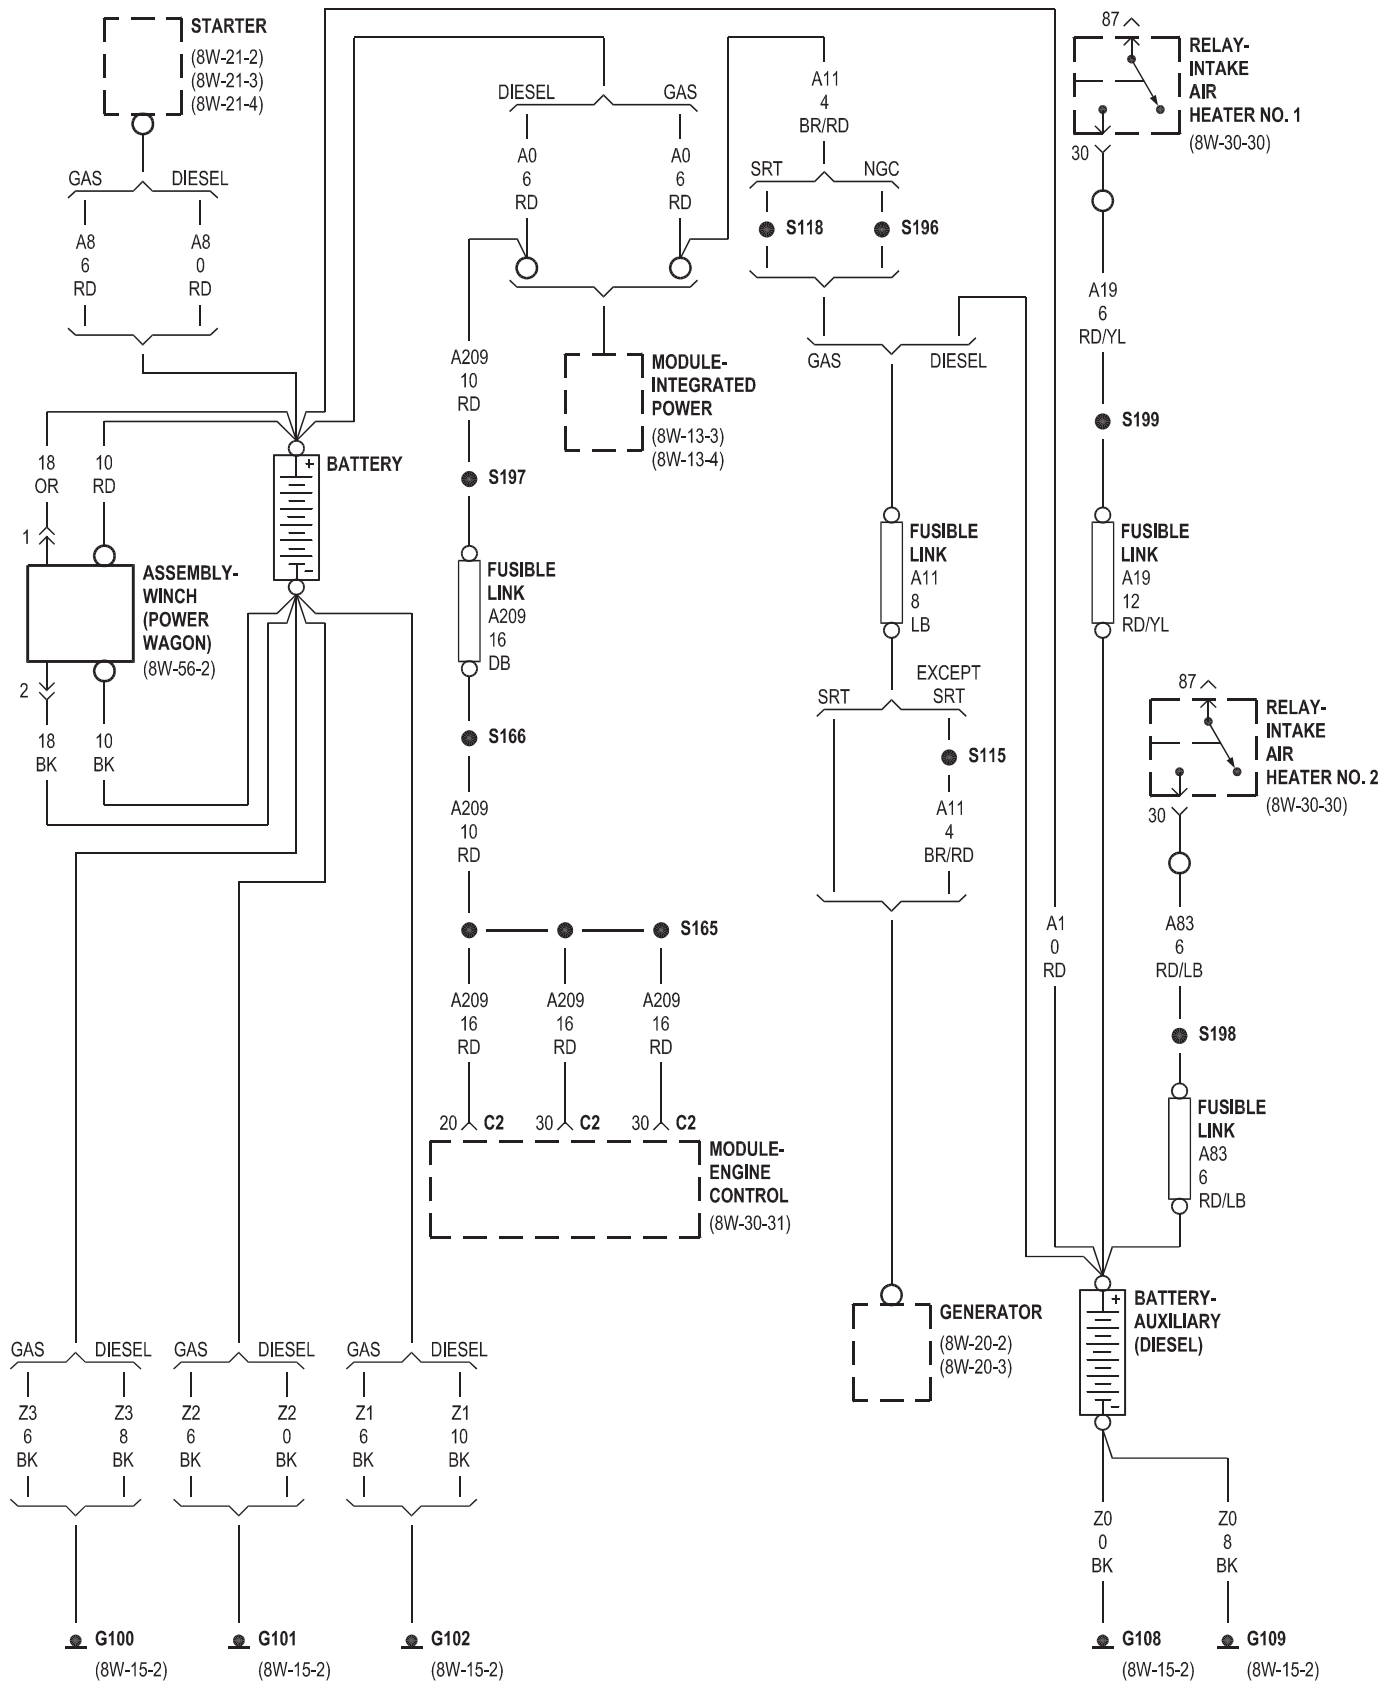 STARTER
(8W-21-2)
(8W-21-3)
(8W-21-4)
GAS
DIESEL
A8
6
RD
A8
0
RD
DIESEL
GAS
A0
6
RD
A0
6
RD
A11
4
BR/RD
SRT
NGC
S118
S196
GAS
DIESEL
87
RELAY-
INTAKE
AIR
HEATER NO. 1
(8W-30-30)
30
A19
6
RD/YL
S199
FUSIBLE
LINK
A19
12
RD/YL
A209
10
RD
MODULE-
INTEGRATED
POWER
(8W-13-3)
(8W-13-4)
18
OR
10
RD
+
BATTERY
-
1
ASSEMBLY-
WINCH
(POWER
WAGON)
(8W-56-2)
2
18
BK
10
BK
S197
FUSIBLE
LINK
A209
16
DB
S166
A209
10
RD
S165
A209
16
RD
A209
16
RD
A209
16
RD
20
C2
30
C2
30
C2
MODULE-
ENGINE
CONTROL
(8W-30-31)
FUSIBLE
LINK
A11
8
LB
SRT
EXCEPT
SRT
S115
A11
4
BR/RD
87
RELAY-
INTAKE
AIR
HEATER NO. 2
(8W-30-30)
30
A1
0
RD
A83
6
RD/LB
S198
FUSIBLE
LINK
A83
6
RD/LB
GENERATOR
(8W-20-2)
(8W-20-3)
+
BATTERY-
AUXILIARY
(DIESEL)
-
GAS
DIESEL
GAS
DIESEL
GAS
DIESEL
Z3
6
BK
Z3
8
BK
Z2
6
BK
Z2
0
BK
Z1
6
BK
Z1
10
BK
Z0
0
BK
Z0
8
BK
G100
(8W-15-2)
G101
(8W-15-2)
G102
(8W-15-2)
G108
(8W-15-2)
G109
(8W-15-2)